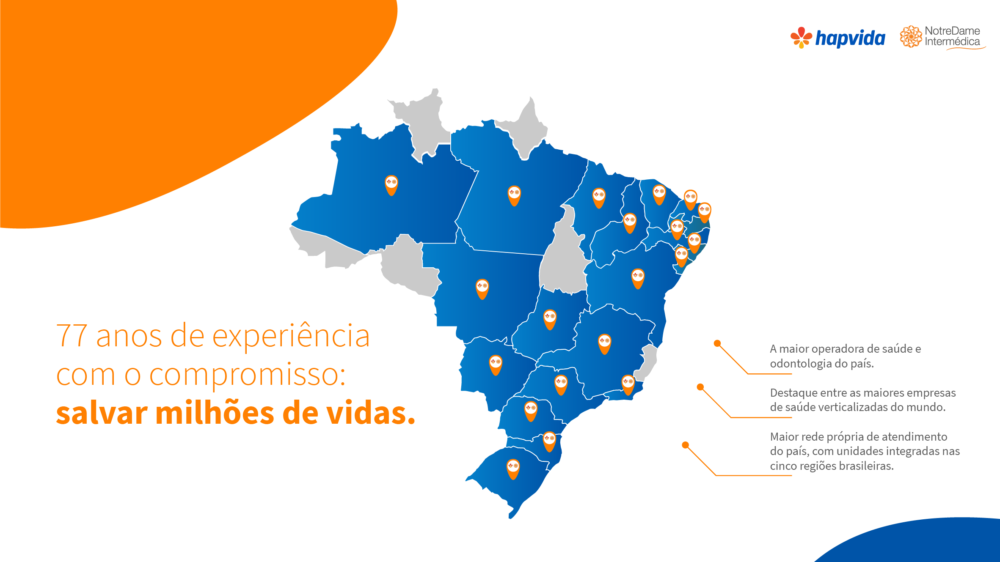 hapvida
NotreDame
Intermédica
77 anos de experiência
com o compromisso:
salvar milhões de vidas.
A maior operadora de saúde e
odontologia do país.
Destaque entre as maiores empresas
de saúde verticalizadas do mundo.
Maior rede própria de atendimento
do país, com unidades integradas nas
cinco regiões brasileiras.